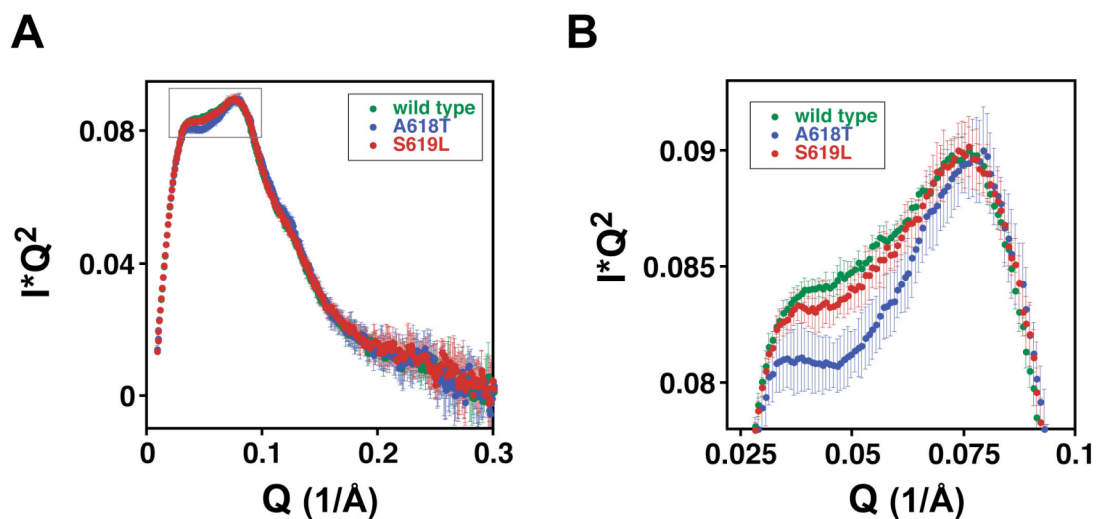 A
B
I*Q²
0.08
0.04
0
wild type
A618T
S619L
0
0.1
0.2
0.3
Q (1/Å)
I*Q²
0.09
0.085
0.08
wild type
A618T
S619L
0.025
0.05
0.075
0.1
Q (1/Å)